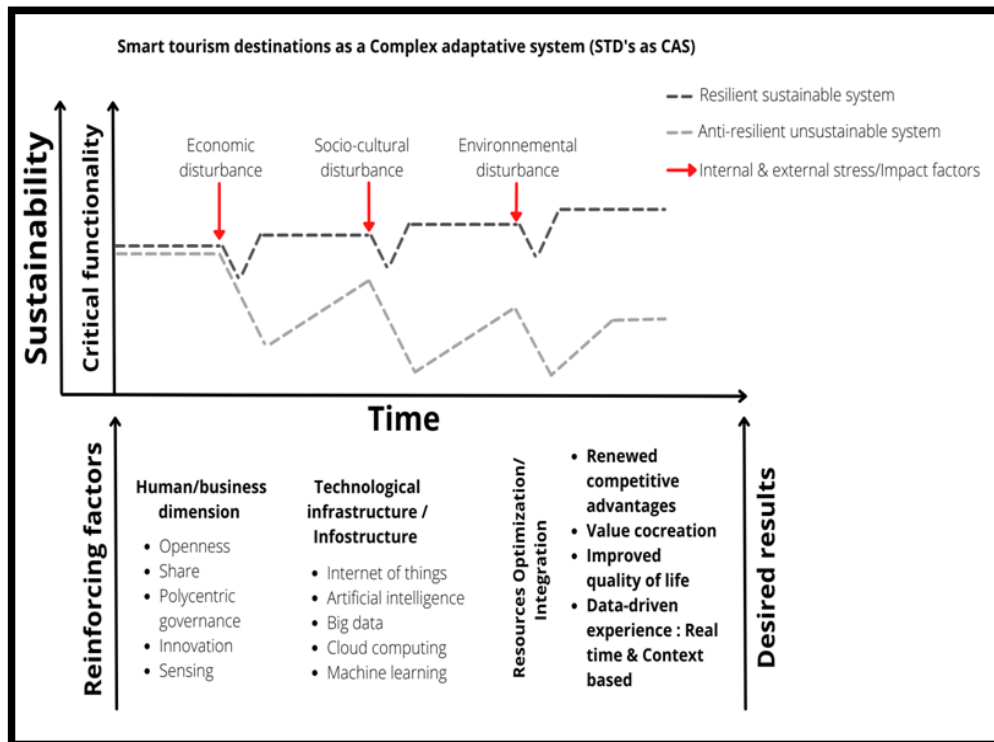 Smart tourism destinations as a Complex adaptative system (STD's as CAS)
Sustainability
Critical functionality
Economic
disturbance
Socio-cultural
disturbance
Environnemental
disturbance
Resilient sustainable system
Anti-resilient unsustainable system
Internal & external stress/Impact factors
Time
Reinforcing factors
Human/business
dimension
• Openness
• Share
• Polycentric
governance
• Innovation
• Sensing
Technological
infrastructure /
Infostructure
• Internet of things
• Artificial intelligence
• Big data
• Cloud computing
• Machine learning
Resources Optimization/
Integration
• Renewed
competitive
advantages
• Value cocreation
• Improved
quality of life
• Data-driven
experience : Real
time & Context
based
Desired results